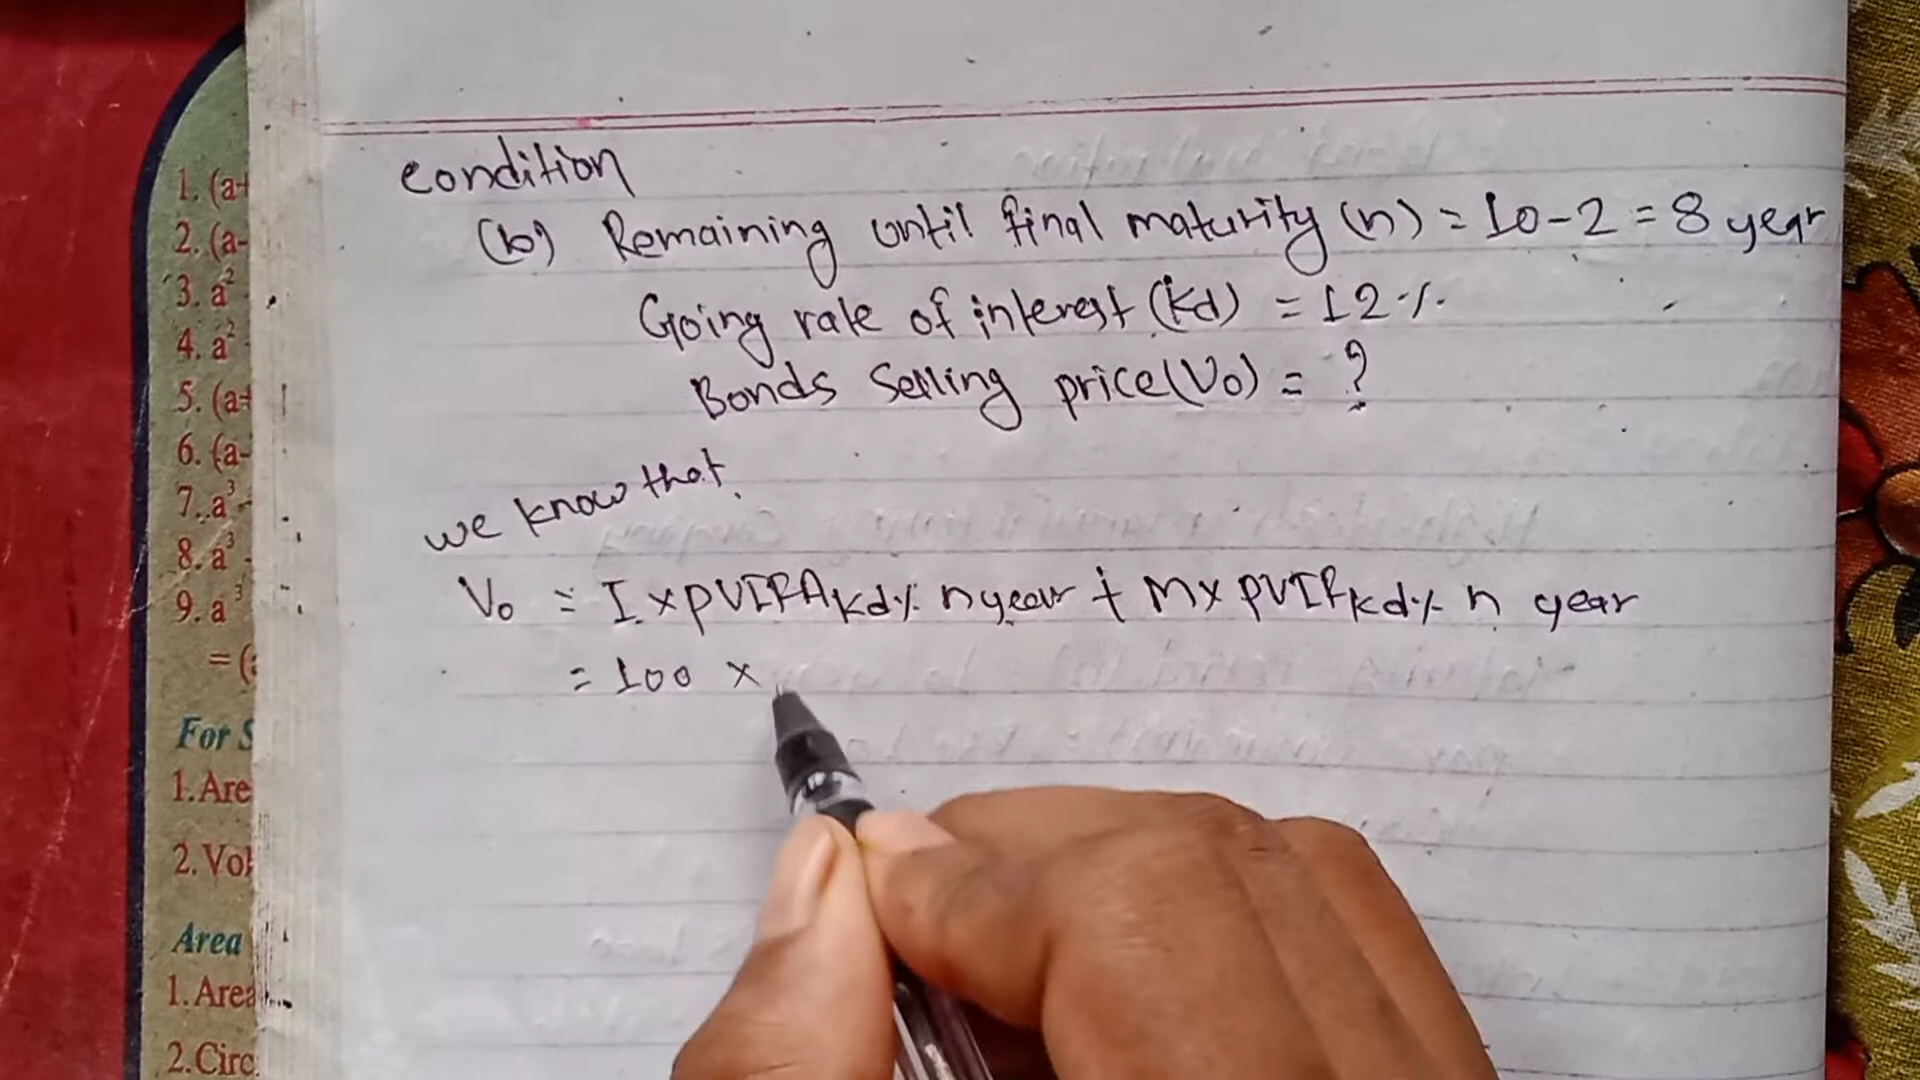 condition
(b) Remaining until final maturity (n) = 10-2 = 8 year
Going rate of interest (kd) = 12%
Bonds Selling price (V0) = ?
we know that,
V0 = I × PVIFA kd% n year + M × PVIF kd% n year
= 100 ×
1. (a+
2. (a-
3. a²
4. a²
5. (a+
6. (a-
7. a³
8. a³
9. a³
= (
For S
1. Are
2. Vol
Area
1. Area
2. Circ